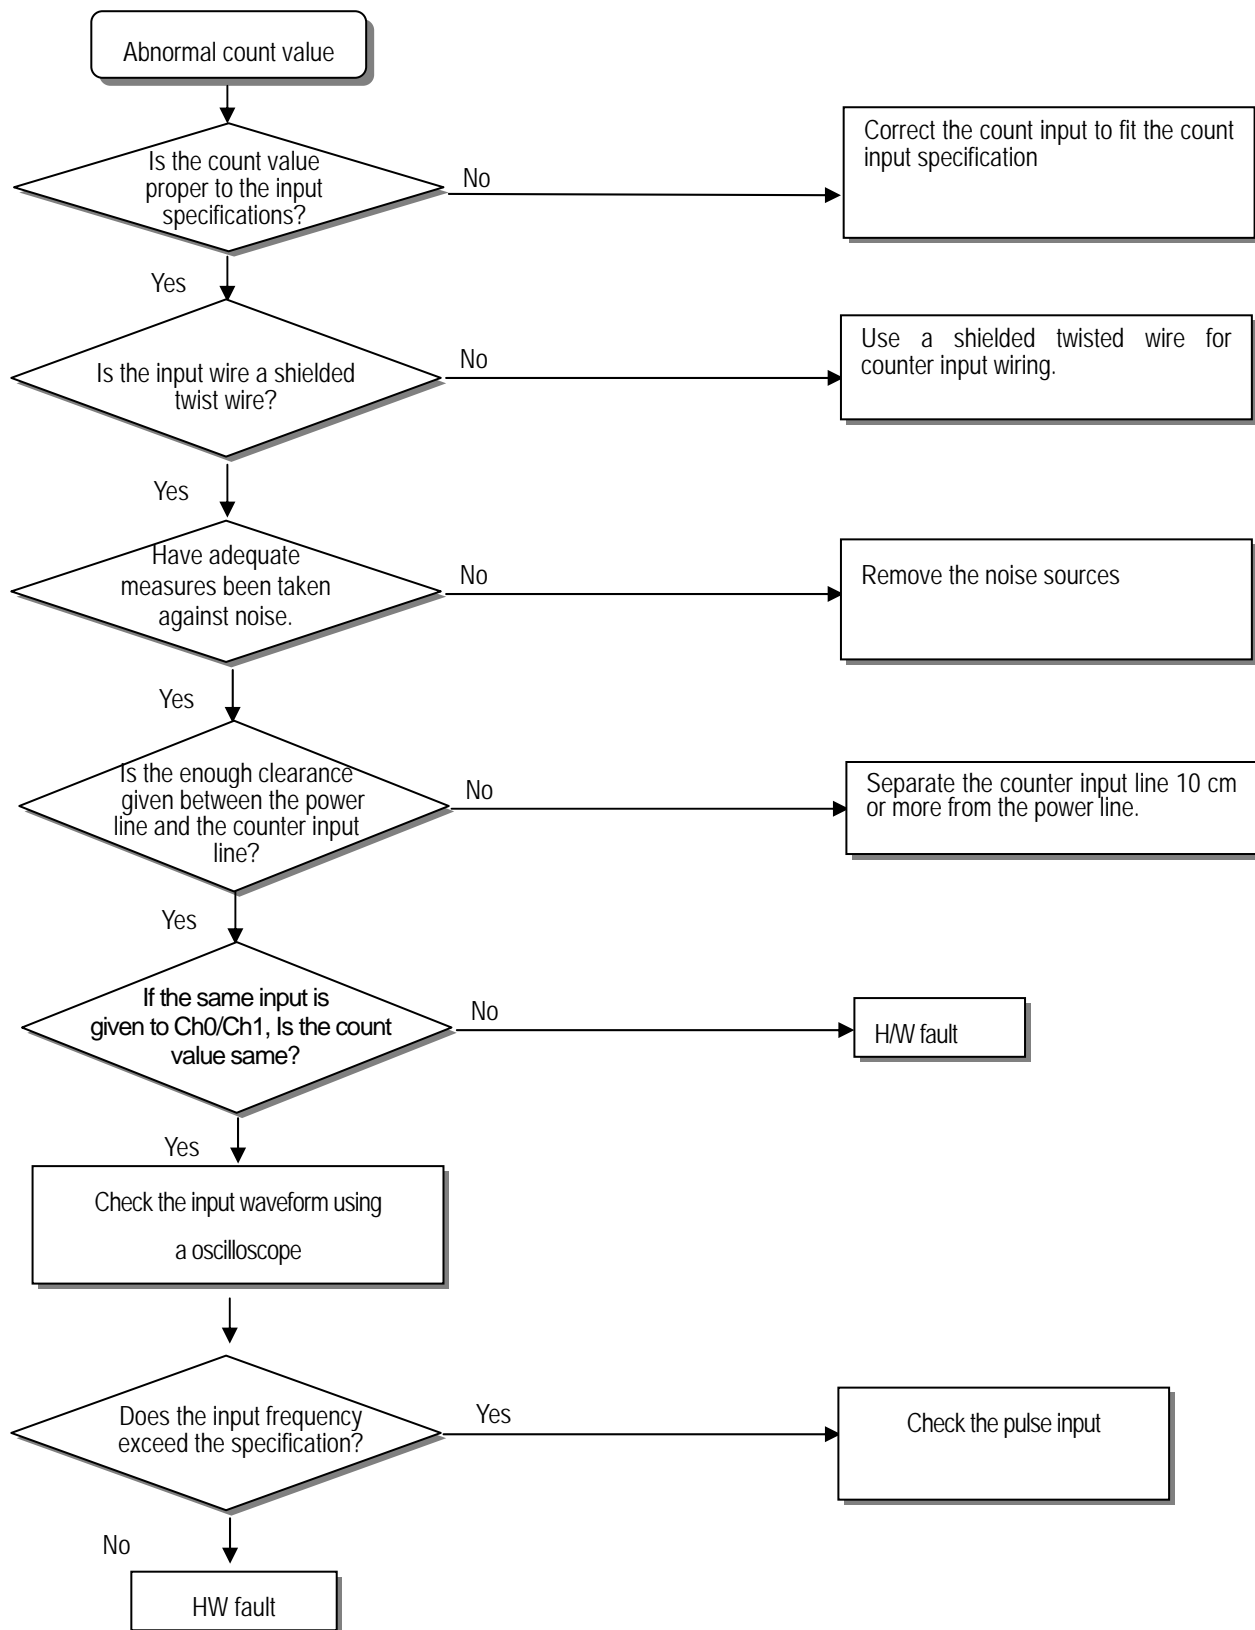 Abnormal count value
Is the count value
proper to the input
specifications?
No
Correct the count input to fit the count
input specification
Yes
Is the input wire a shielded
twist wire?
No
Use a shielded twisted wire for
counter input wiring.
Yes
Have adequate
measures been taken
against noise.
No
Remove the noise sources
Yes
Is the enough clearance
given between the power
line and the counter input
line?
No
Separate the counter input line 10 cm
or more from the power line.
Yes
If the same input is
given to Ch0/Ch1, Is the count
value same?
No
H/W fault
Yes
Check the input waveform using
a oscilloscope
Does the input frequency
exceed the specification?
Yes
Check the pulse input
No
HW fault